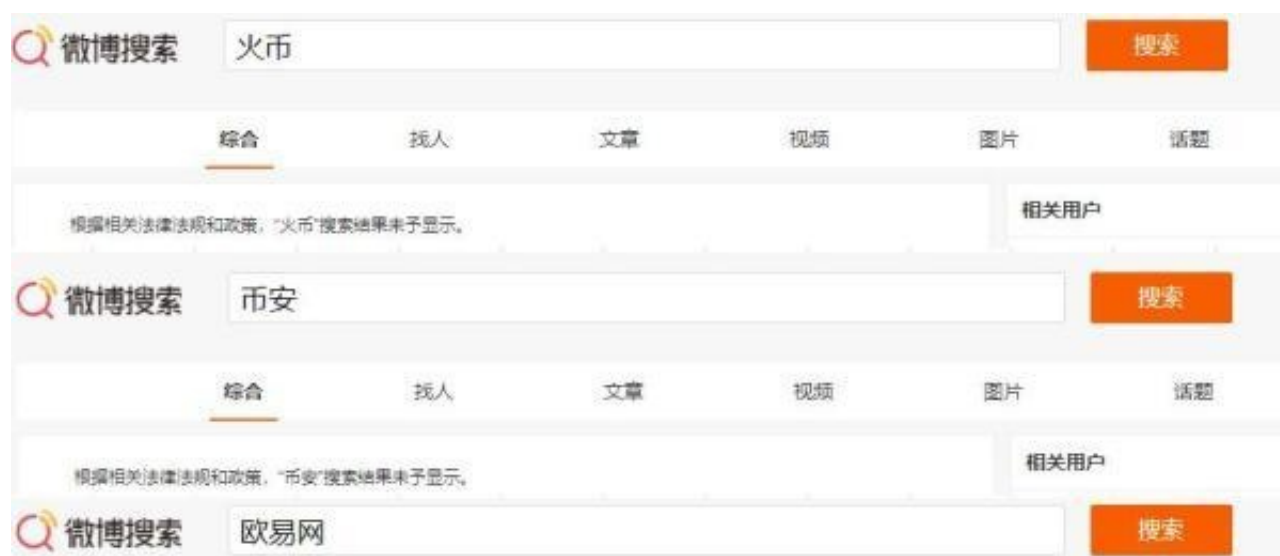 微博搜索 火币 搜索
综合 找人 文章 视频 图片 话题
根据相关法律法规和政策，“火币”搜索结果未予显示。 相关用户
微博搜索 币安 搜索
综合 找人 文章 视频 图片 话题
根据相关法律法规和政策，“币安”搜索结果未予显示。 相关用户
微博搜索 欧易网 搜索